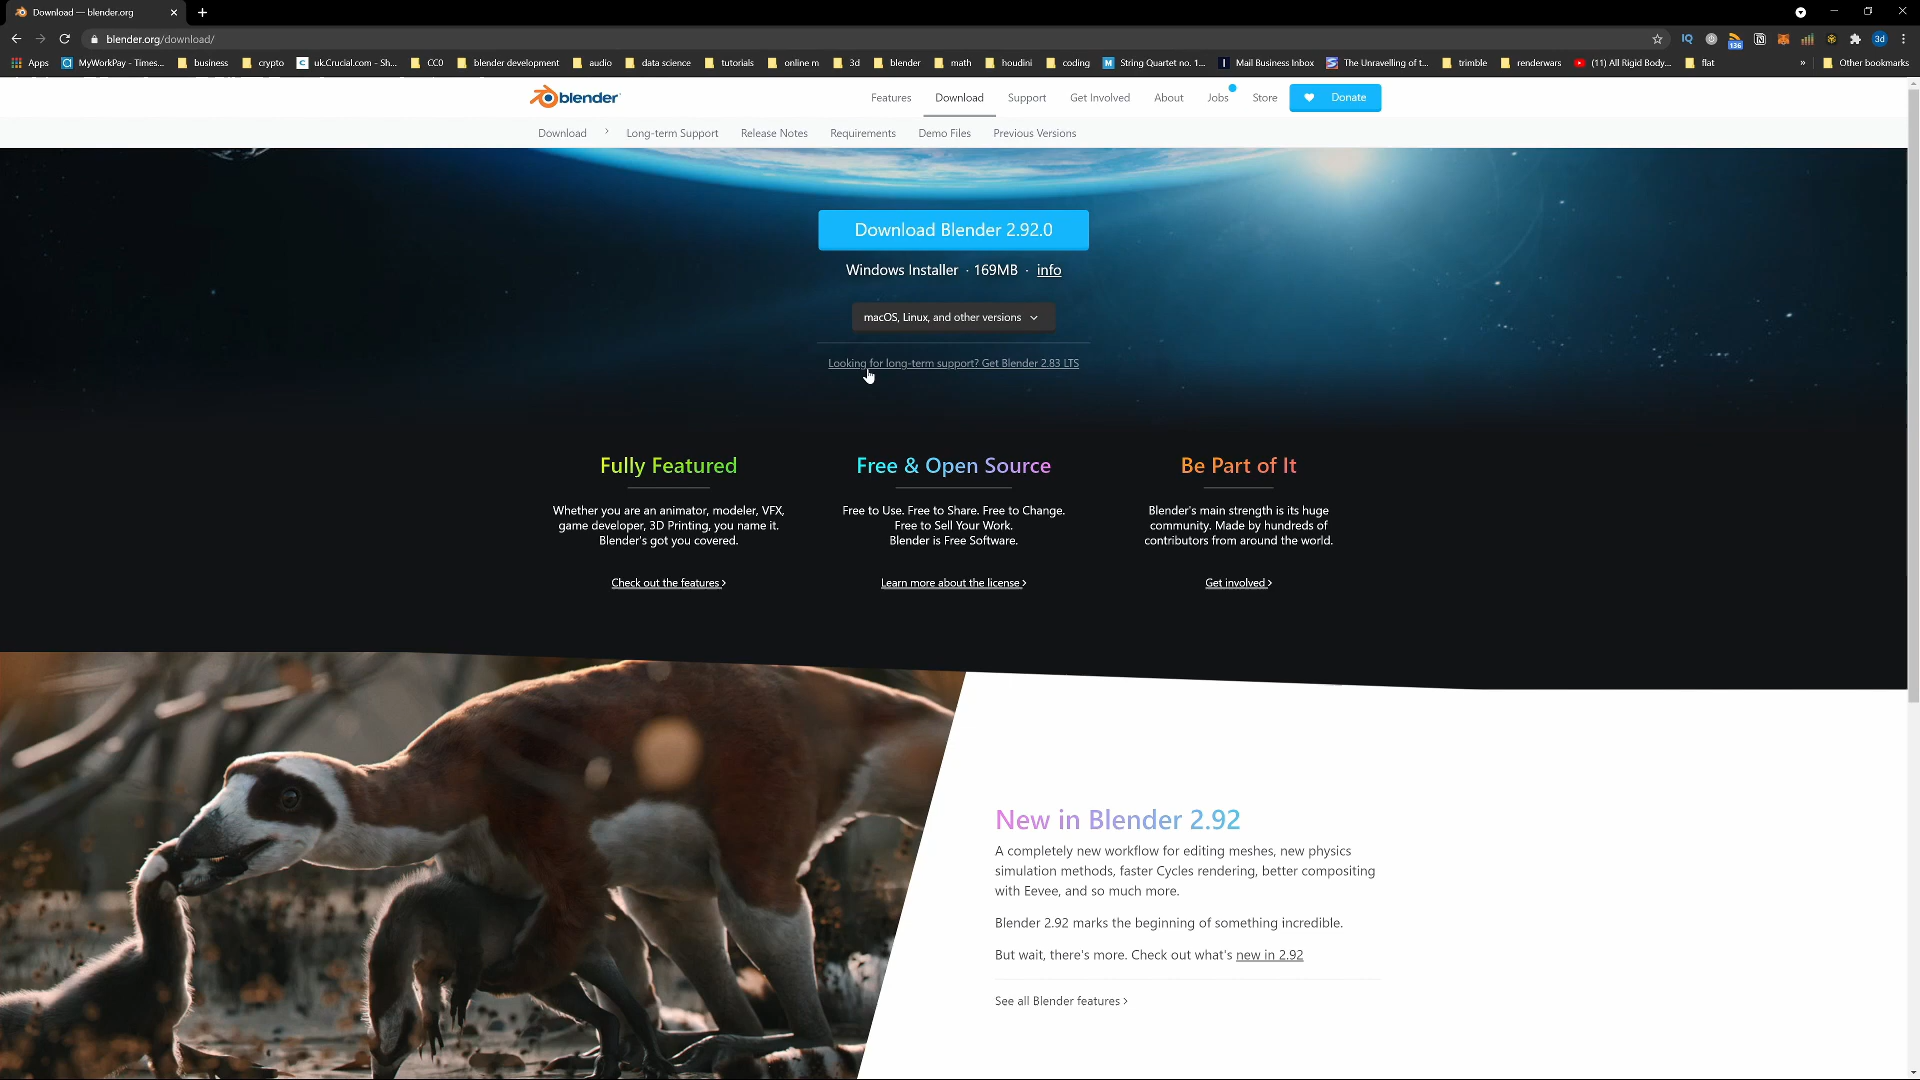 Download — blender.org
blender.org/download/
136
3d
Apps
MyWorkPay - Times...
business
crypto
uk.Crucial.com - Sh...
CC0
blender development
audio
data science
tutorials
online m
3d
blender
math
houdini
coding
String Quartet no. 1...
Mail Business Inbox
The Unravelling of t...
trimble
renderwars
(11) All Rigid Body...
flat
»
Other bookmarks
blender
Features
Download
Support
Get Involved
About
Jobs
Store
Donate
Download
Long-term Support
Release Notes
Requirements
Demo Files
Previous Versions
Download Blender 2.92.0
Windows Installer · 169MB · info
macOS, Linux, and other versions
Looking for long-term support? Get Blender 2.83 LTS
Fully Featured
Whether you are an animator, modeler, VFX,
game developer, 3D Printing, you name it.
Blender's got you covered.
Check out the features
Free & Open Source
Free to Use. Free to Share. Free to Change.
Free to Sell Your Work.
Blender is Free Software.
Learn more about the license
Be Part of It
Blender's main strength is its huge
community. Made by hundreds of
contributors from around the world.
Get involved
New in Blender 2.92
A completely new workflow for editing meshes, new physics
simulation methods, faster Cycles rendering, better compositing
with Eevee, and so much more.
Blender 2.92 marks the beginning of something incredible.
But wait, there's more. Check out what's new in 2.92
See all Blender features